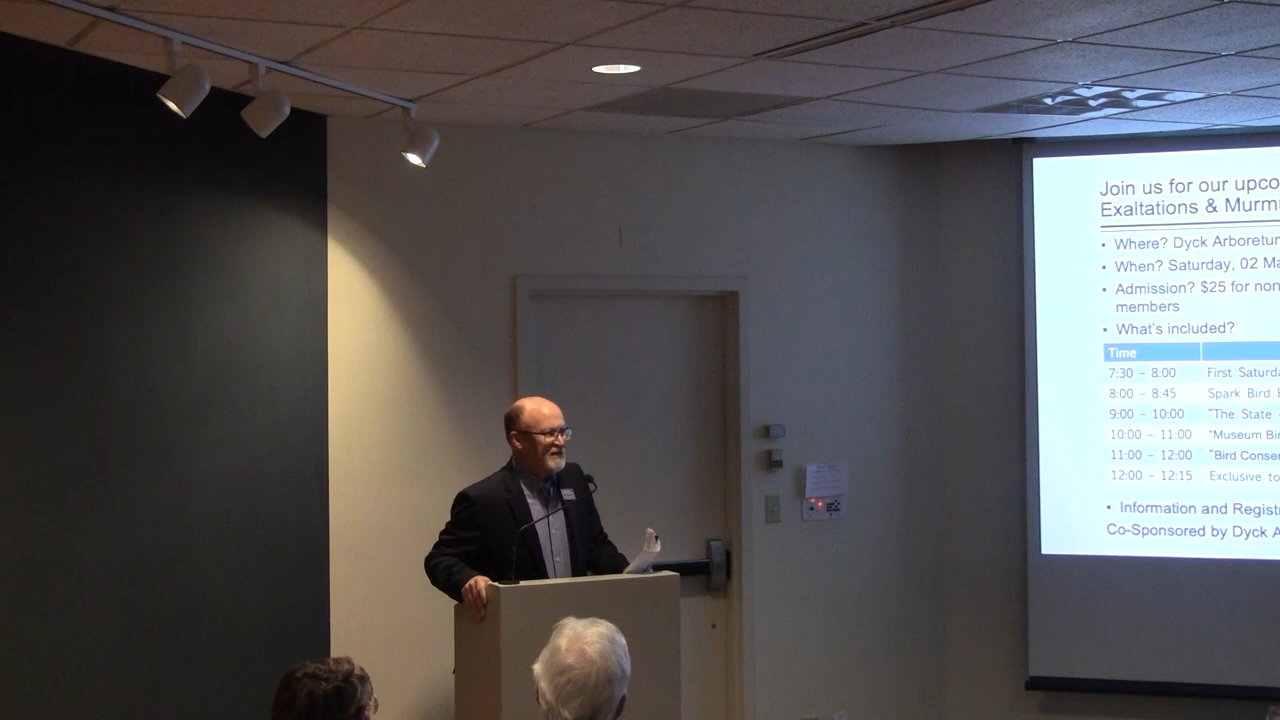 Join us for our upco
Exaltations & Murm
• Where? Dyck Arboretu
• When? Saturday, 02 Ma
• Admission? $25 for non
members
• What's included?
Time
7:30 – 8:00 First Saturda
8:00 – 8:45 Spark Bird
9:00 – 10:00 "The State
10:00 – 11:00 "Museum Bi
11:00 – 12:00 "Bird Conser
12:00 – 12:15 Exclusive to
• Information and Registr
Co-Sponsored by Dyck A